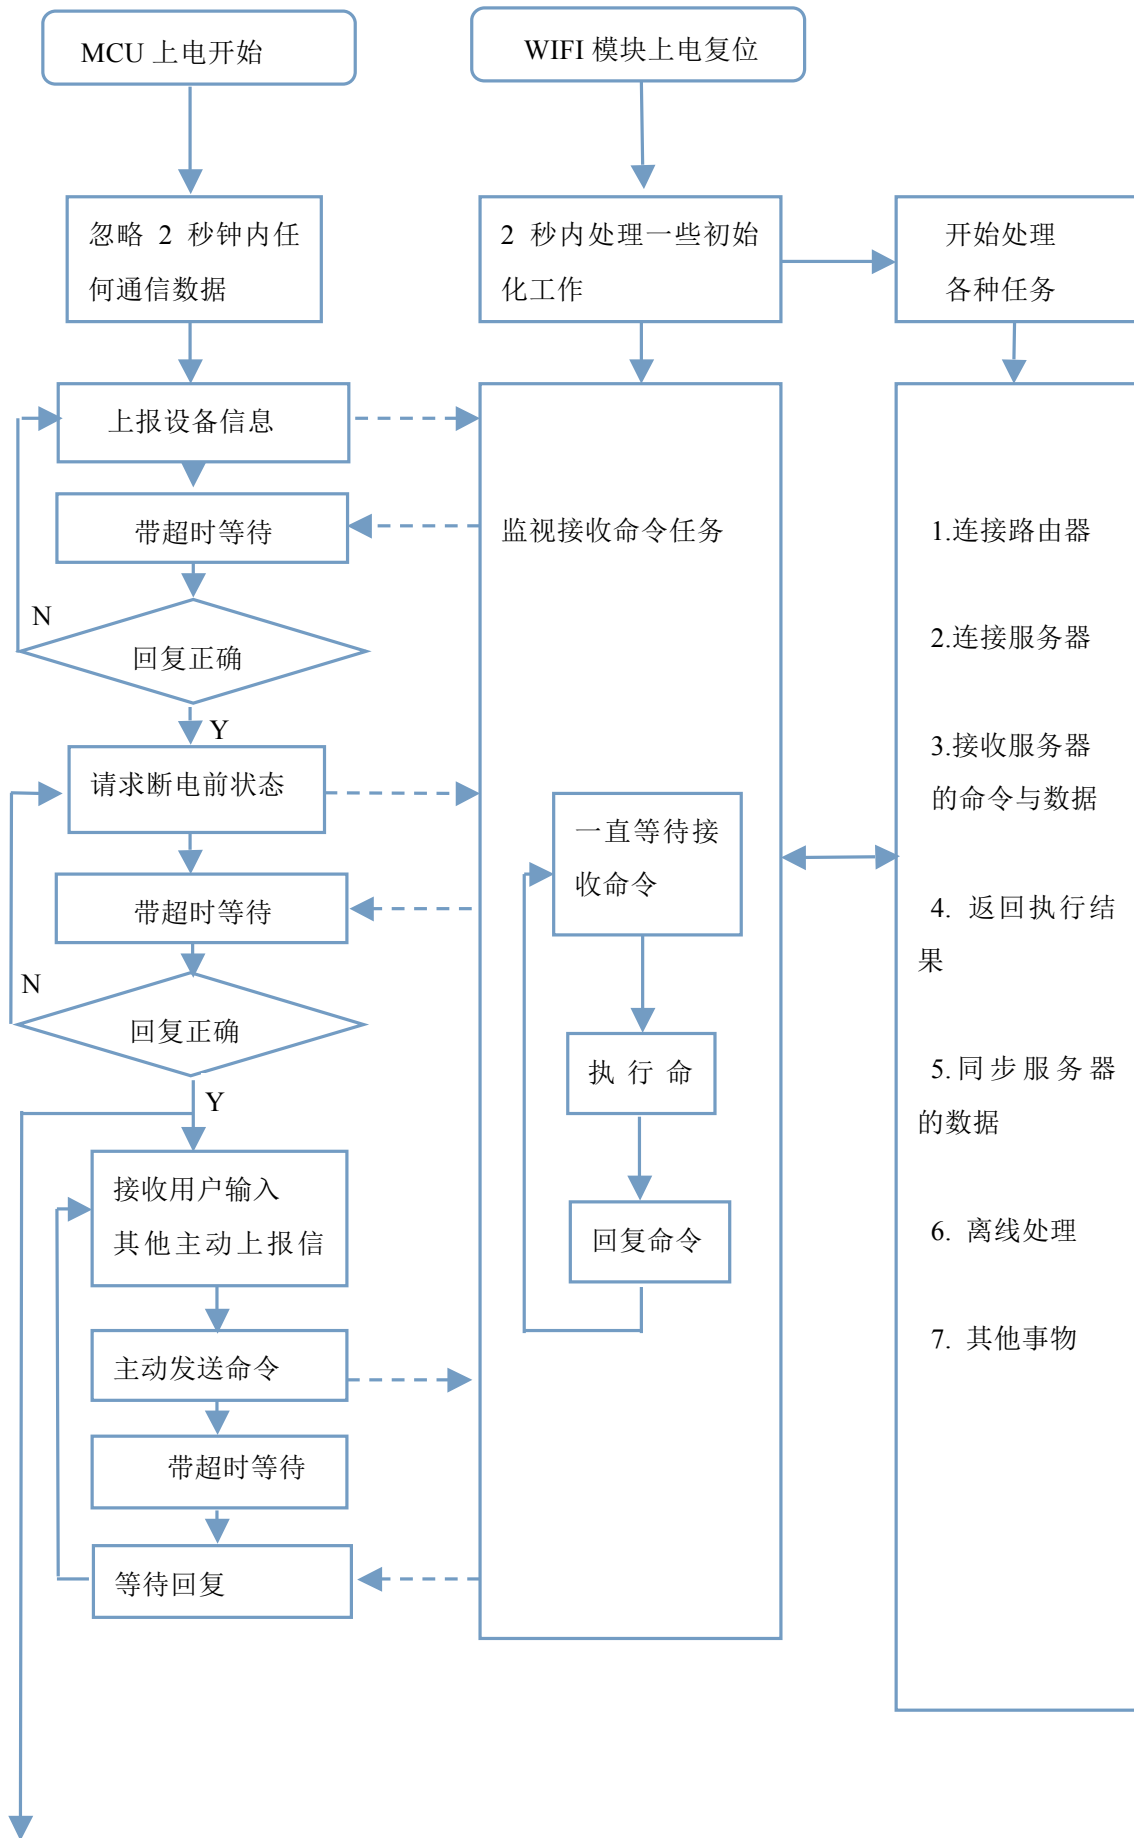 MCU 上电开始
WIFI 模块上电复位
忽略 2 秒钟内任
何通信数据
2 秒内处理一些初始
化工作
开始处理
各种任务
上报设备信息
带超时等待
N
回复正确
Y
请求断电前状态
带超时等待
N
回复正确
Y
接收用户输入
其他主动上报信
主动发送命令
带超时等待
等待回复
监视接收命令任务
一直等待接
收命令
执 行 命
回复命令
1.连接路由器
2.连接服务器
3.接收服务器
的命令与数据
4. 返回执行结
果
5.同步服务器
的数据
6. 离线处理
7. 其他事物